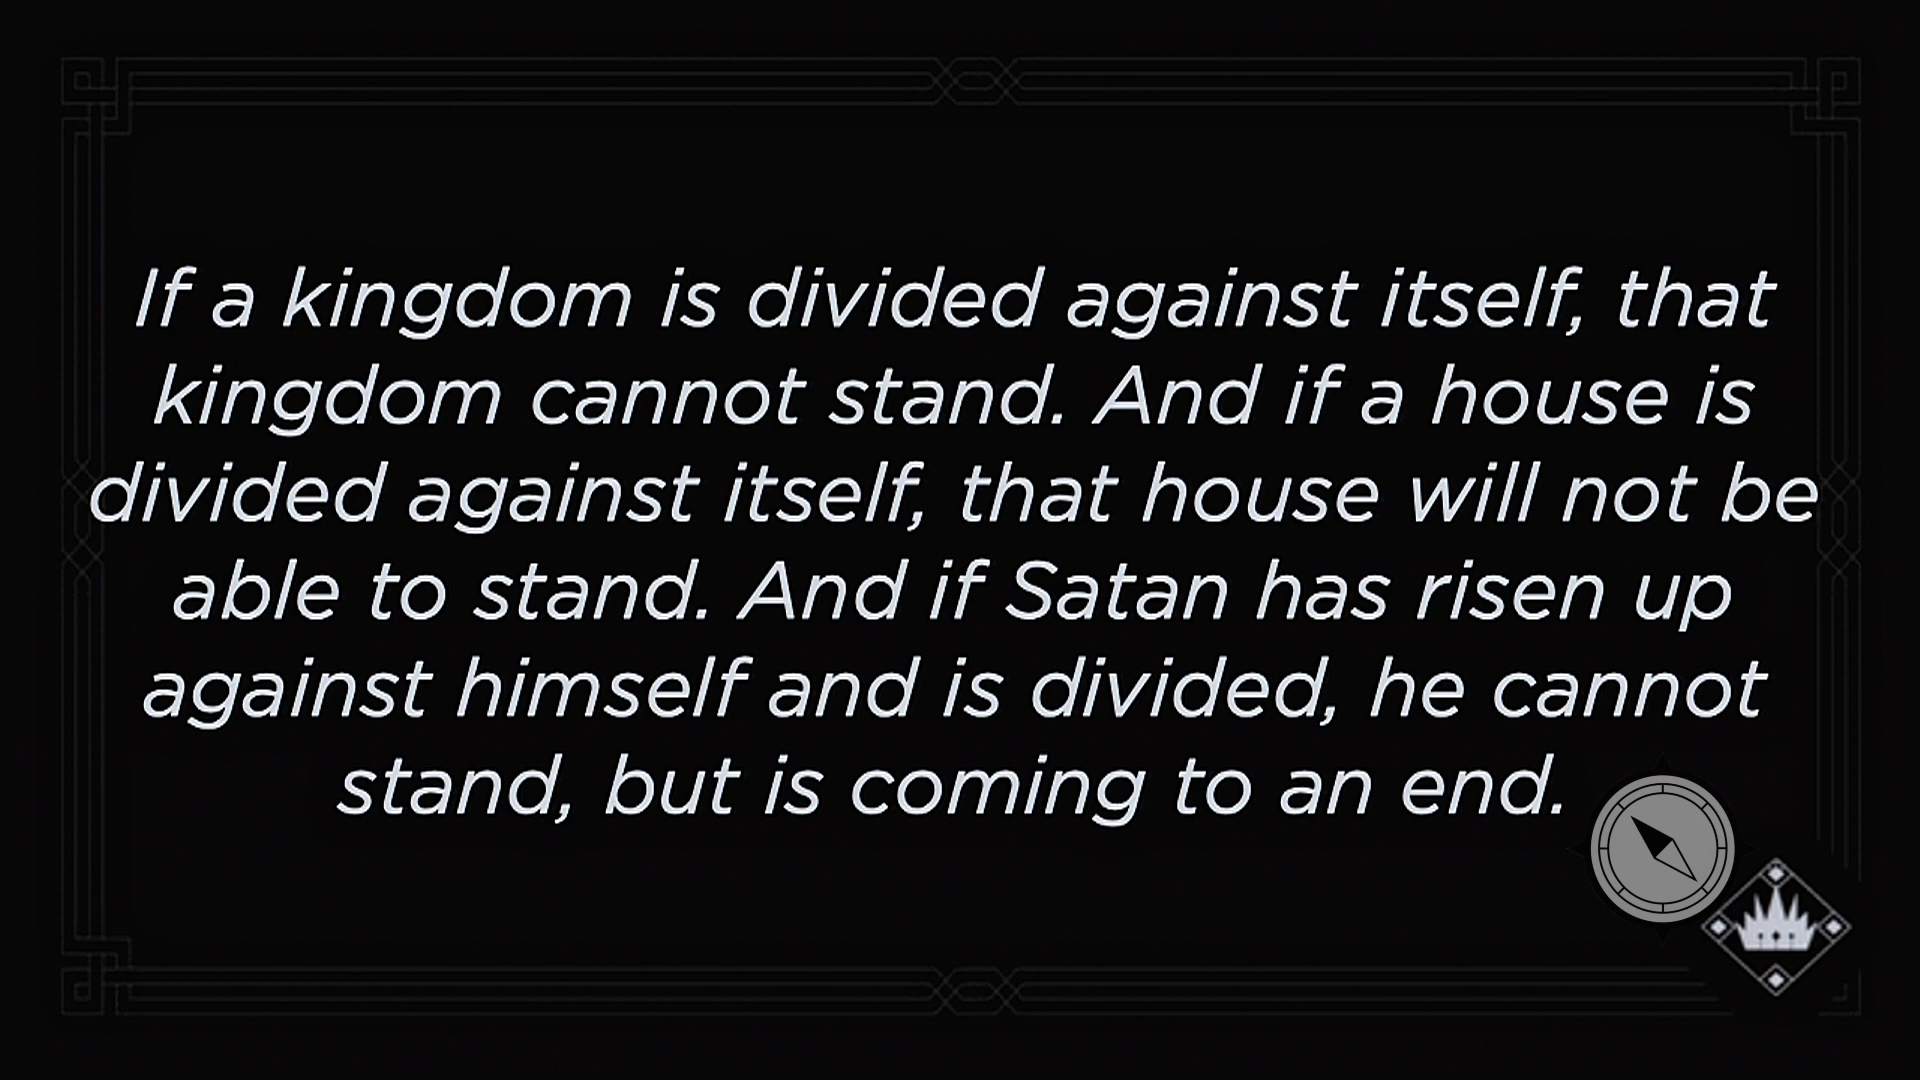 If a kingdom is divided against itself, that
kingdom cannot stand. And if a house is
divided against itself, that house will not be
able to stand. And if Satan has risen up
against himself and is divided, he cannot
stand, but is coming to an end.